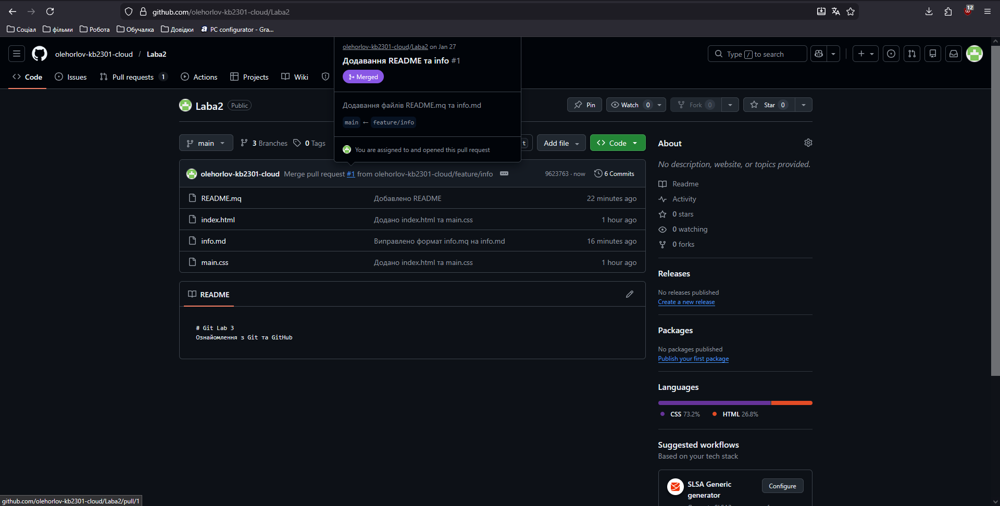 github.com/olehorlov-kb2301-cloud/Laba2
12
Соціал фільми Робота Обучалка Довідки a PC configurator - Gra...
olehorlov-kb2301-cloud / Laba2
Type / to search
Code Issues Pull requests 1 Actions Projects Wiki
olehorlov-kb2301-cloud/Laba2 on Jan 27
Додавання README та info #1
Merged
Додавання файлів README.mq та info.md
main ← feature/info
You are assigned to and opened this pull request
Laba2 Public
Pin Watch 0 Fork 0 Star 0
main 3 Branches 0 Tags t Add file Code
olehorlov-kb2301-cloud Merge pull request #1 from olehorlov-kb2301-cloud/feature/info 9623763 · now 6 Commits
README.mq Добавлено README 22 minutes ago
index.html Додано index.html та main.css 1 hour ago
info.md Виправлено формат info.mq на info.md 16 minutes ago
main.css Додано index.html та main.css 1 hour ago
README
# Git Lab 3
Ознайомлення з Git та GitHub
About
No description, website, or topics provided.
Readme
Activity
0 stars
0 watching
0 forks
Releases
No releases published
Create a new release
Packages
No packages published
Publish your first package
Languages
CSS 73.2% HTML 26.8%
Suggested workflows
Based on your tech stack
SLSA Generic
generator
Configure
github.com/olehorlov-kb2301-cloud/Laba2/pull/1